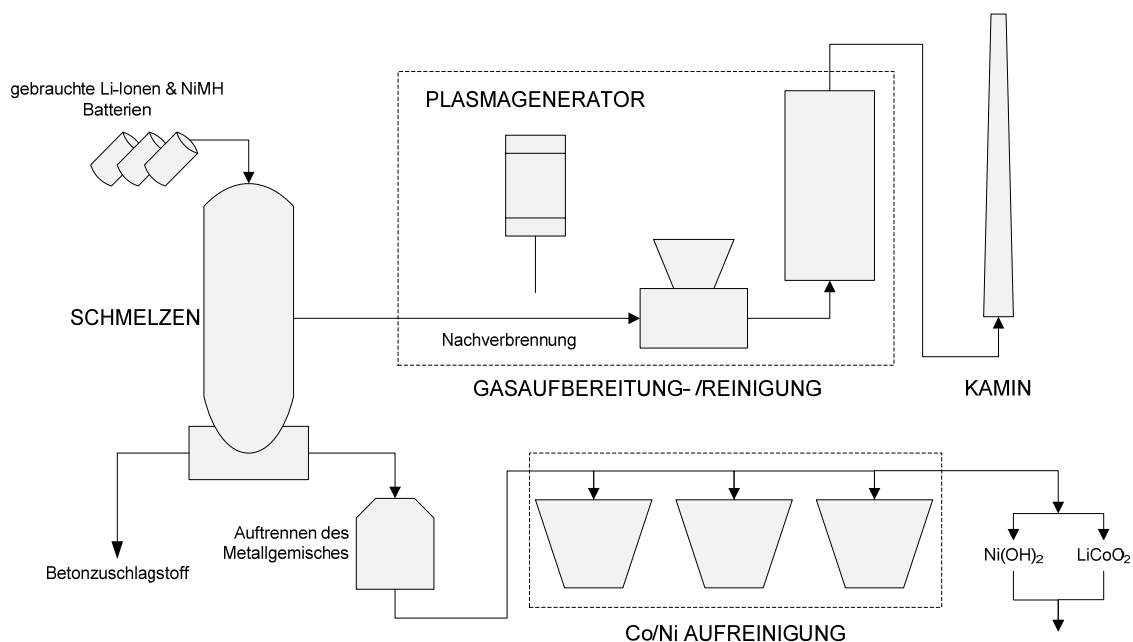 gebrauchte Li-Ionen & NiMH
Batterien
PLASMAGENERATOR
SCHMELZEN
Nachverbrennung
GASAUFBEREITUNG- /REINIGUNG
KAMIN
Auftrennen des
Metallgemisches
Betonzuschlagstoff
Ni(OH)₂
LiCoO₂
Co/Ni AUFREINIGUNG